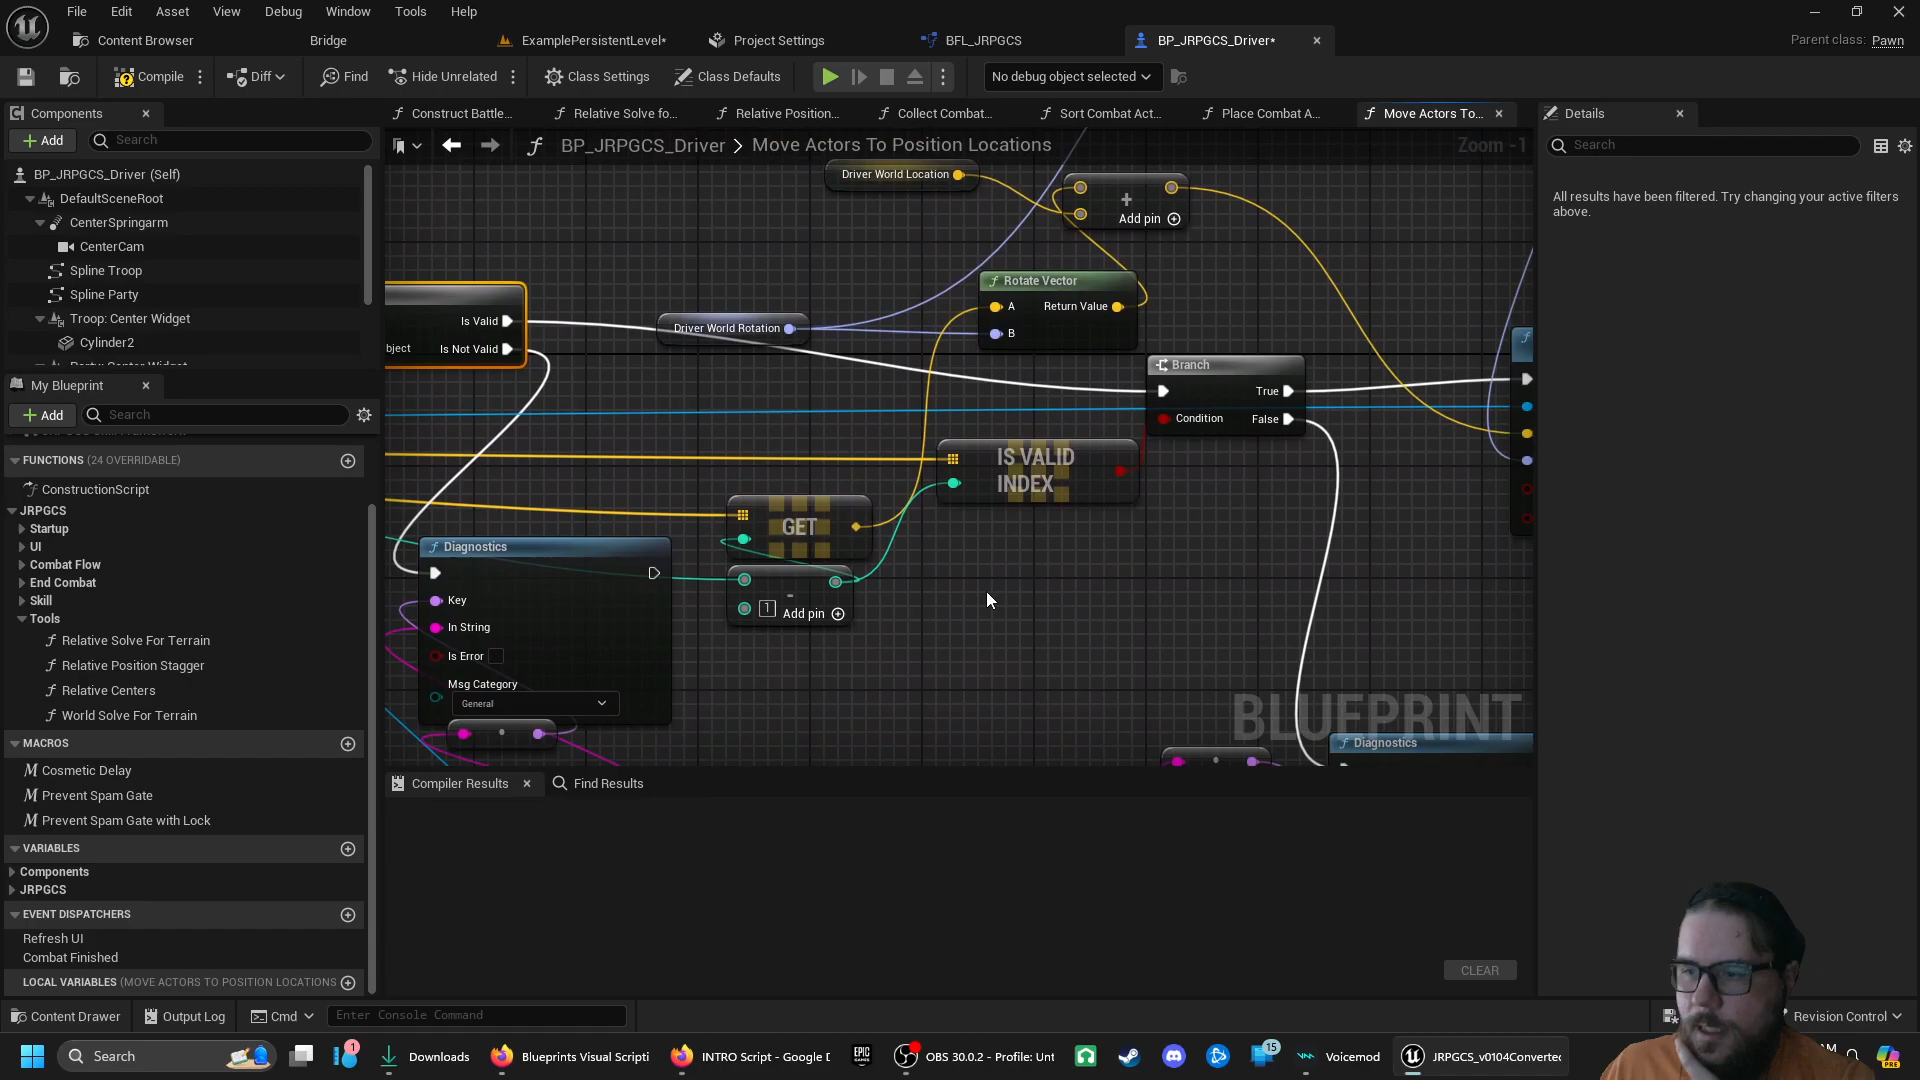 File Edit Asset View Debug Window Tools Help
Content Browser Bridge ExamplePersistentLevel* Project Settings BFL_JRPGCS BP_JRPGCS_Driver* Parent class: Pawn
Compile Diff Find Hide Unrelated Class Settings Class Defaults No debug object selected
Components
Construct Battle... Relative Solve fo... Relative Position... Collect Combat... Sort Combat Act... Place Combat A... Move Actors To...
Details
Add Search
BP_JRPGCS_Driver > Move Actors To Position Locations Zoom -1
Search
BP_JRPGCS_Driver (Self)
DefaultSceneRoot
CenterSpringarm
CenterCam
Spline Troop
Spline Party
Troop: Center Widget
Cylinder2
All results have been filtered. Try changing your active filters
above.
Driver World Location
+
Add pin
Rotate Vector
A Return Value
B
Is Valid
bject Is Not Valid
Driver World Rotation
Branch
True
Condition False
IS VALID
INDEX
GET
-
1 Add pin
Diagnostics
Key
In String
Is Error
Msg Category
General
BLUEPRINT
Diagnostics
My Blueprint
Add Search
FUNCTIONS (24 OVERRIDABLE)
ConstructionScript
JRPGCS
Startup
UI
Combat Flow
End Combat
Skill
Tools
Relative Solve For Terrain
Relative Position Stagger
Relative Centers
World Solve For Terrain
MACROS
Cosmetic Delay
Prevent Spam Gate
Prevent Spam Gate with Lock
VARIABLES
Components
JRPGCS
EVENT DISPATCHERS
Refresh UI
Combat Finished
LOCAL VARIABLES (MOVE ACTORS TO POSITION LOCATIONS
Compiler Results Find Results
CLEAR
Content Drawer Output Log Cmd Enter Console Command Revision Control
Search 1 Downloads Blueprints Visual Scripti INTRO Script - Google D EPIC GAMES OBS 30.0.2 - Profile: Unt 15 Voicemod JRPGCS_v0104Converted
PRE